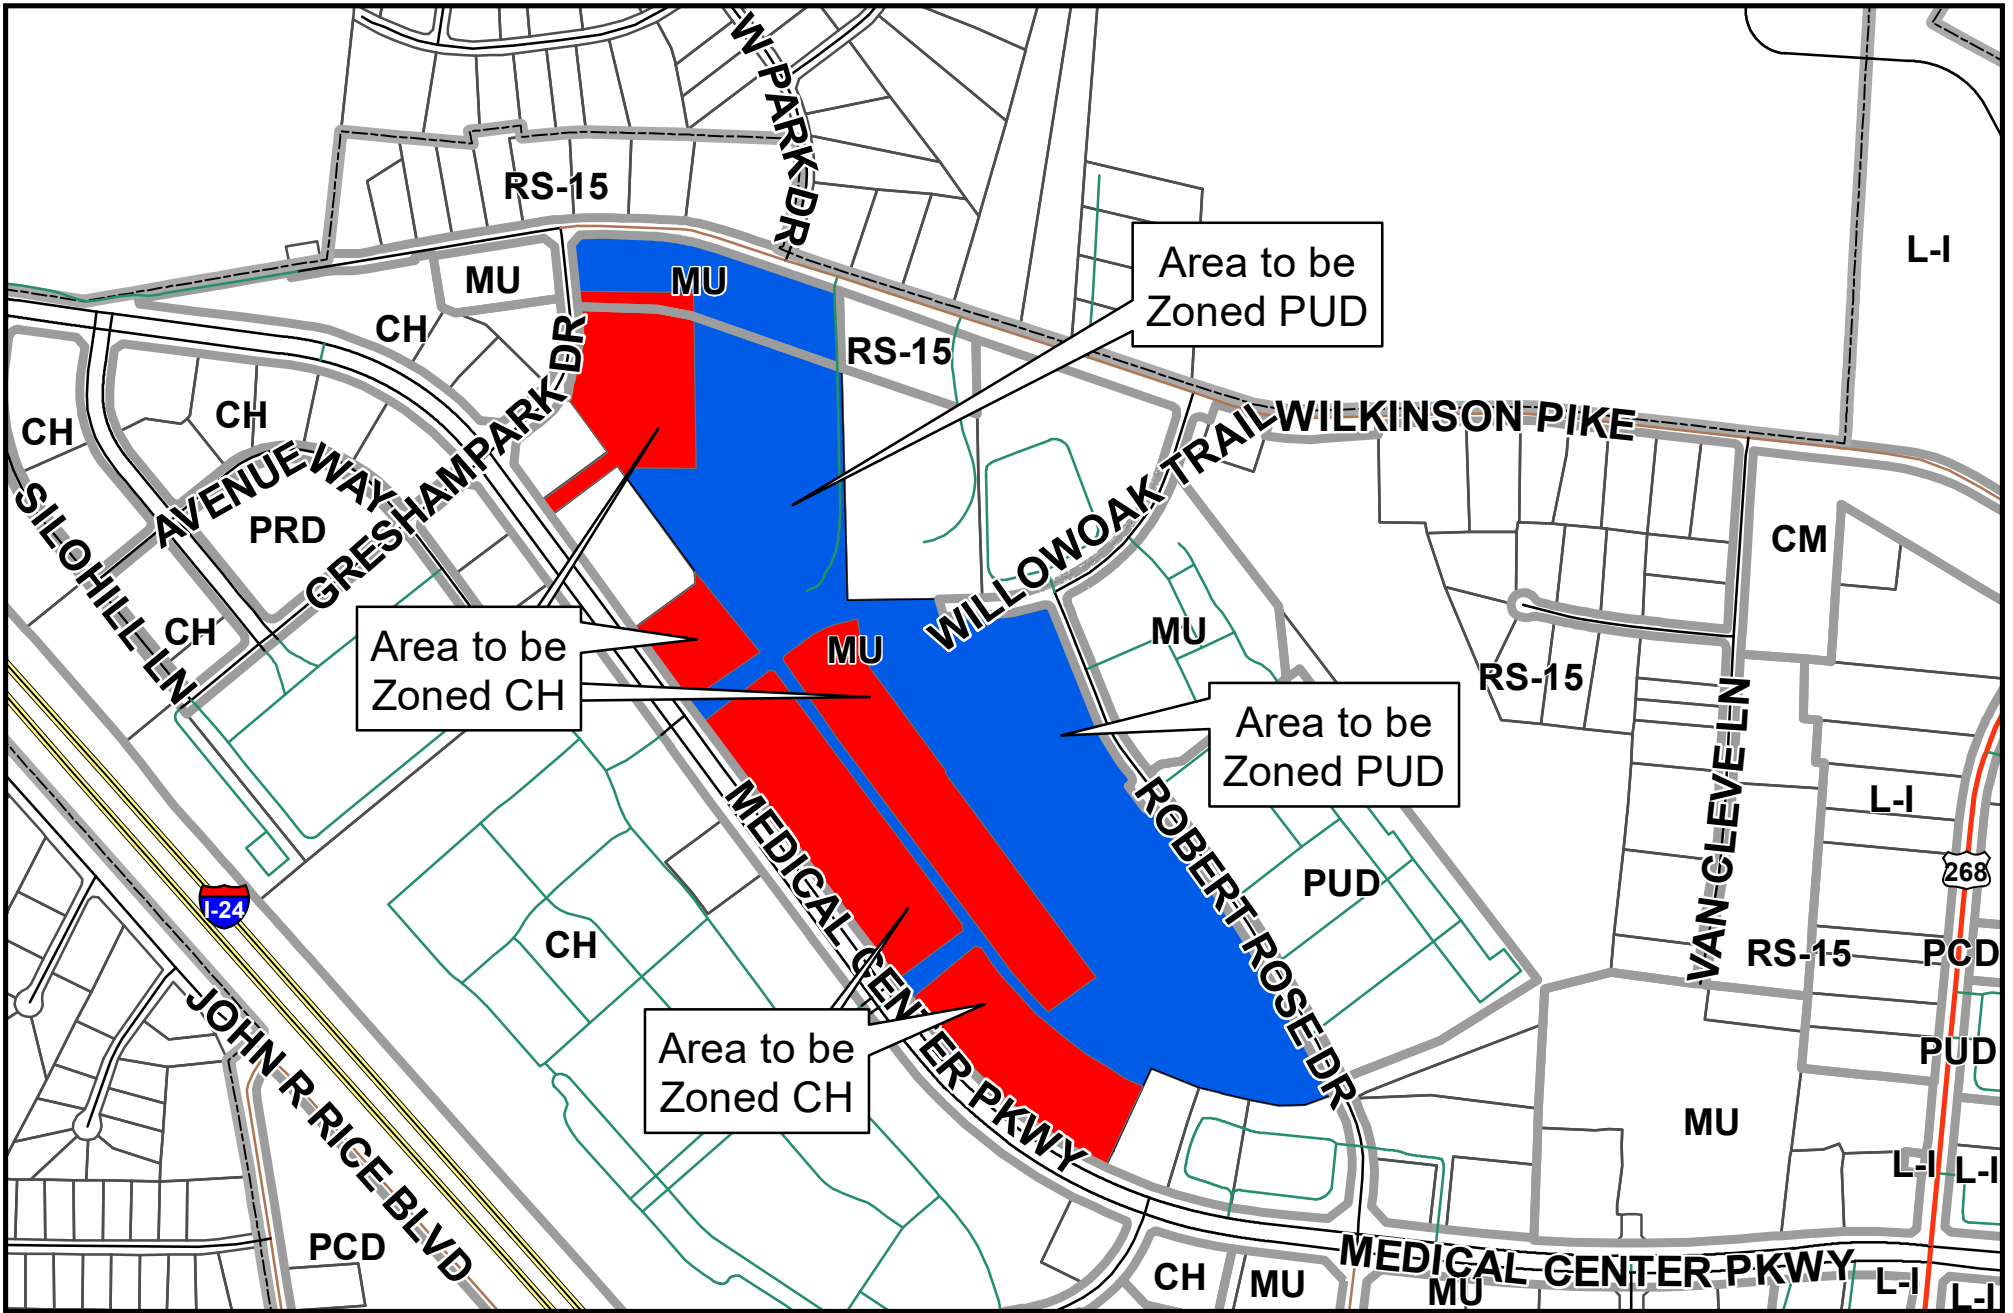 W PARK DR
RS-15
L-I
Area to be
Zoned PUD
MU
MU
CH
RS-15
GRESHAMPARK DR
WILKINSON PIKE
WILLOWOAK TRAIL
CH
CH
AVENUE WAY
PRD
SILOHILL LN
CM
CH
Area to be
Zoned CH
MU
MU
RS-15
Area to be
Zoned PUD
VAN CLEVE LN
L-I
MEDICAL CENTER PKWY
ROBERT ROSE DR
PUD
268
I-24
CH
RS-15
PCD
JOHN R RICE BLVD
Area to be
Zoned CH
PUD
MU
L-I
L-I
PCD
MEDICAL CENTER PKWY
CH
MU
MU
L-I
L-I